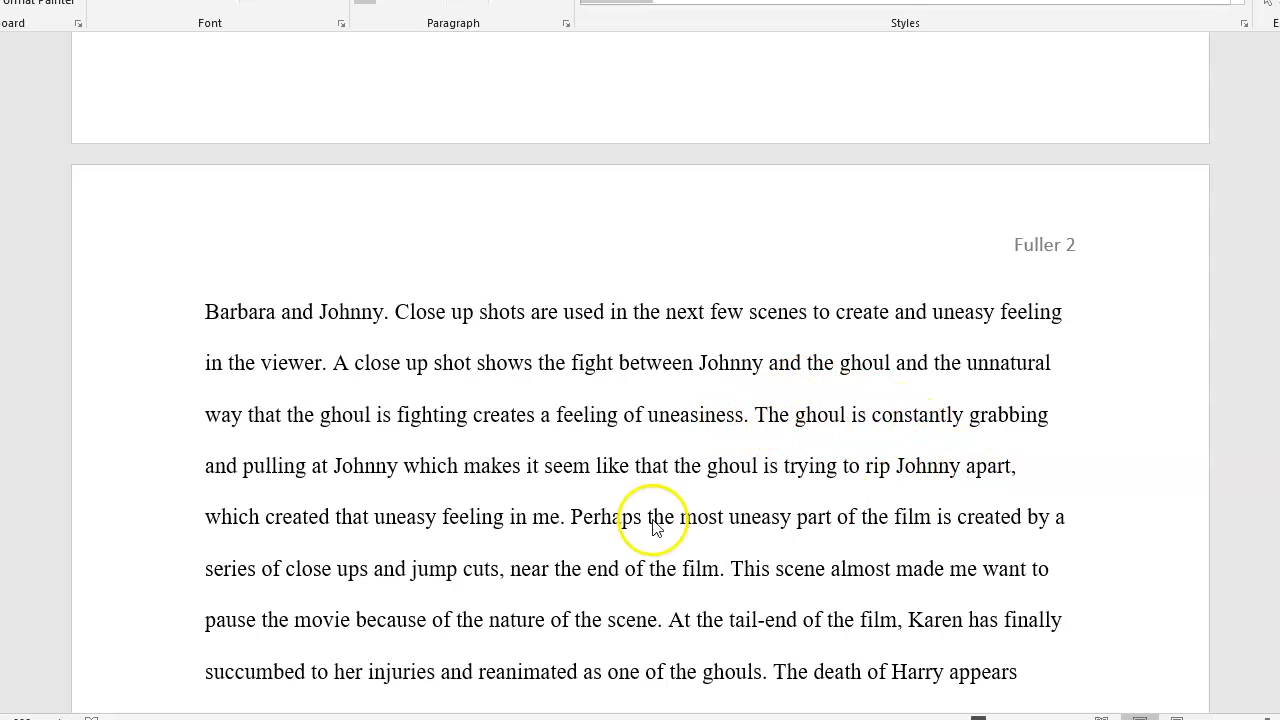 Font
Paragraph
Styles
Fuller 2
Barbara and Johnny. Close up shots are used in the next few scenes to create and uneasy feeling
in the viewer. A close up shot shows the fight between Johnny and the ghoul and the unnatural
way that the ghoul is fighting creates a feeling of uneasiness. The ghoul is constantly grabbing
and pulling at Johnny which makes it seem like that the ghoul is trying to rip Johnny apart,
which created that uneasy feeling in me. Perhaps the most uneasy part of the film is created by a
series of close ups and jump cuts, near the end of the film. This scene almost made me want to
pause the movie because of the nature of the scene. At the tail-end of the film, Karen has finally
succumbed to her injuries and reanimated as one of the ghouls. The death of Harry appears